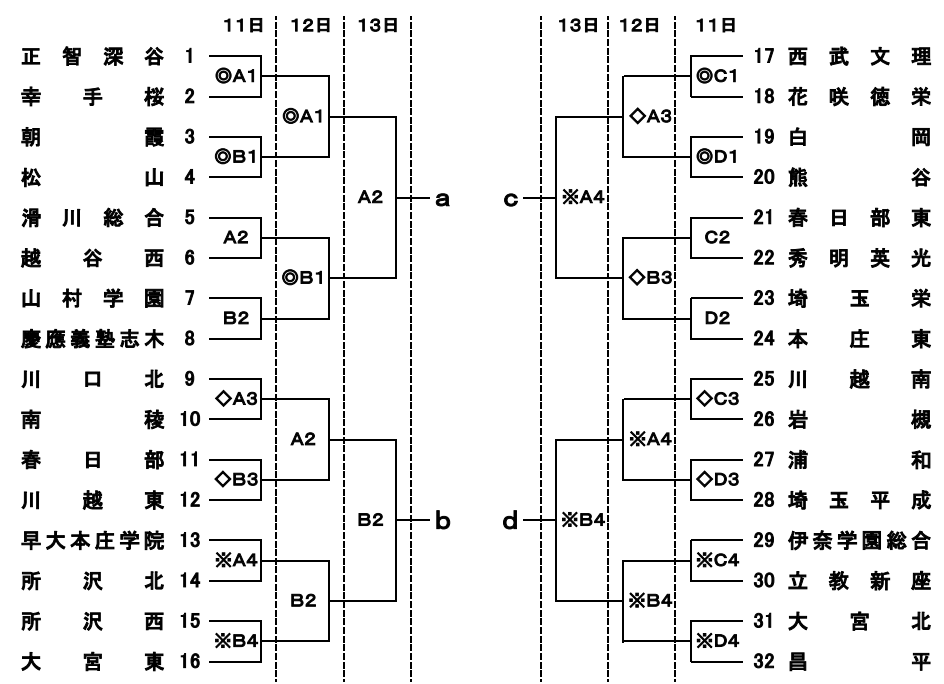 11日 12日 13日 13日 12日 11日
正智深谷 1 17 西武文理
◎A1 ◎C1
幸手桜 2 18 花咲徳栄
◎A1 ◇A3
朝霞 3 19 白岡
◎B1 ◎D1
松山 4 20 熊谷
A2 a c ※A4
滑川総合 5 21 春日部東
A2 C2
越谷西 6 22 秀明英光
◎B1 ◇B3
山村学園 7 23 埼玉栄
B2 D2
慶應義塾志木 8 24 本庄東
川口北 9 25 川越南
◇A3 ◇C3
南稜 10 26 岩槻
A2 ※A4
春日部 11 27 浦和
◇B3 ◇D3
川越東 12 28 埼玉平成
B2 b d ※B4
早大本庄学院 13 29 伊奈学園総合
※A4 ※C4
所沢北 14 30 立教新座
B2 ※B4
所沢西 15 31 大宮北
※B4 ※D4
大宮東 16 32 昌平